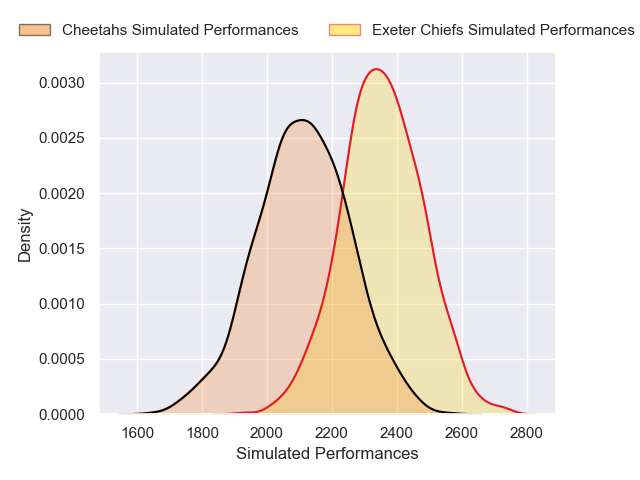 Cheetahs Simulated Performances
Exeter Chiefs Simulated Performances
0.0030
0.0025
0.0020
0.0015
0.0010
0.0005
0.0000
Density
1600 1800 2000 2200 2400 2600 2800
Simulated Performances